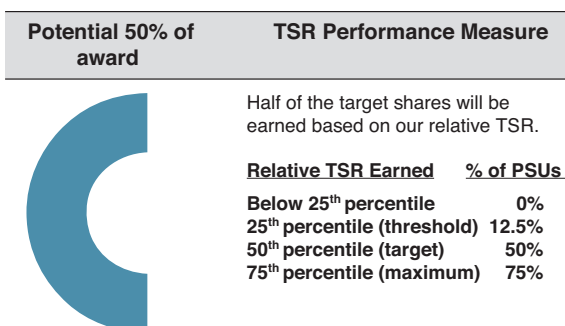 Potential 50% of award
TSR Performance Measure
Half of the target shares will be
earned based on our relative TSR.
Relative TSR Earned % of PSUs
Below 25th percentile 0%
25th percentile (threshold) 12.5%
50th percentile (target) 50%
75th percentile (maximum) 75%